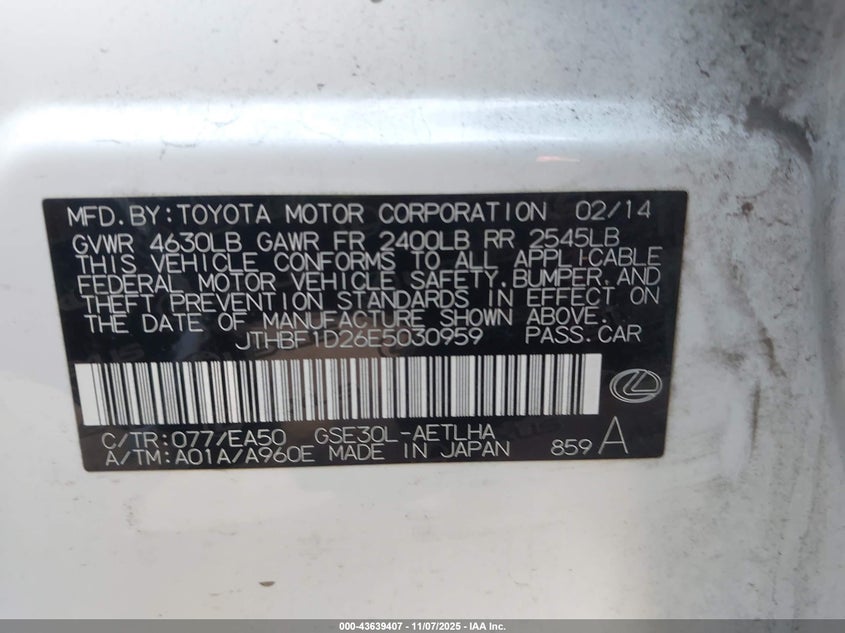 MFD.BY:TOYOTA MOTOR CORPORATION 02/14
GVWR 4630LB GAWR FR 2400LB RR 2545LB
THIS VEHICLE CONFORMS TO ALL APPLICABLE
FEDERAL MOTOR VEHICLE SAFETY,BUMPER,AND
THEFT PREVENTION STANDARDS IN EFFECT ON
THE DATE OF MANUFACTURE SHOWN ABOVE.
JTHBF1D26E5030959 PASS.CAR
C/TR:077/EA50 GSE30L-AETLHA
A/TM:A01A/A960E MADE IN JAPAN 859 A
000-43639407 - 11/07/2025 - IAA Inc.